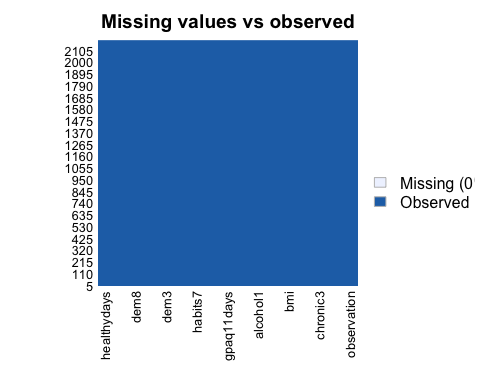 Missing values vs observed
2105
2000
1895
1790
1685
1580
1475
1370
1265
1160
1055
950
845
740
635
530
425
320
215
110
5
Missing (0
Observed
healthydays
dem8
dem3
habits7
gpaq11days
alcohol1
bmi
chronic3
observation